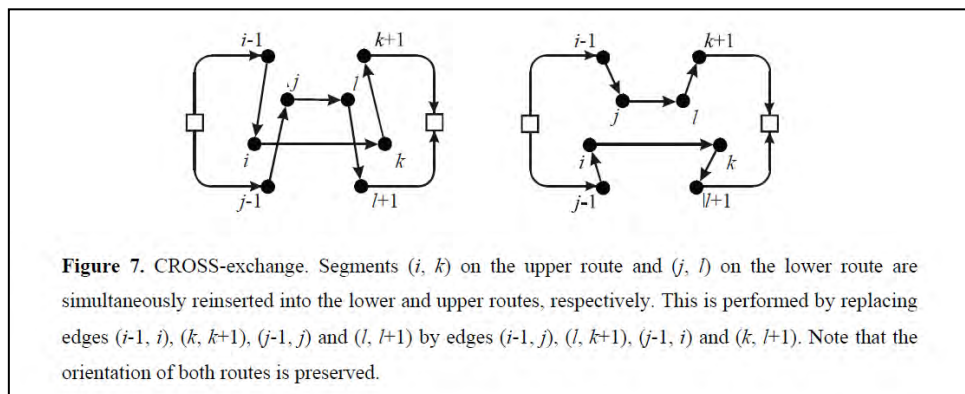 i-1 k+1 i-1 k+1
j l
j l
i k i k
j-1 l+1 j-1 l+1
Figure 7. CROSS-exchange. Segments (i, k) on the upper route and (j, l) on the lower route are
simultaneously reinserted into the lower and upper routes, respectively. This is performed by replacing
edges (i-1, i), (k, k+1), (j-1, j) and (l, l+1) by edges (i-1, j), (l, k+1), (j-1, i) and (k, l+1). Note that the
orientation of both routes is preserved.